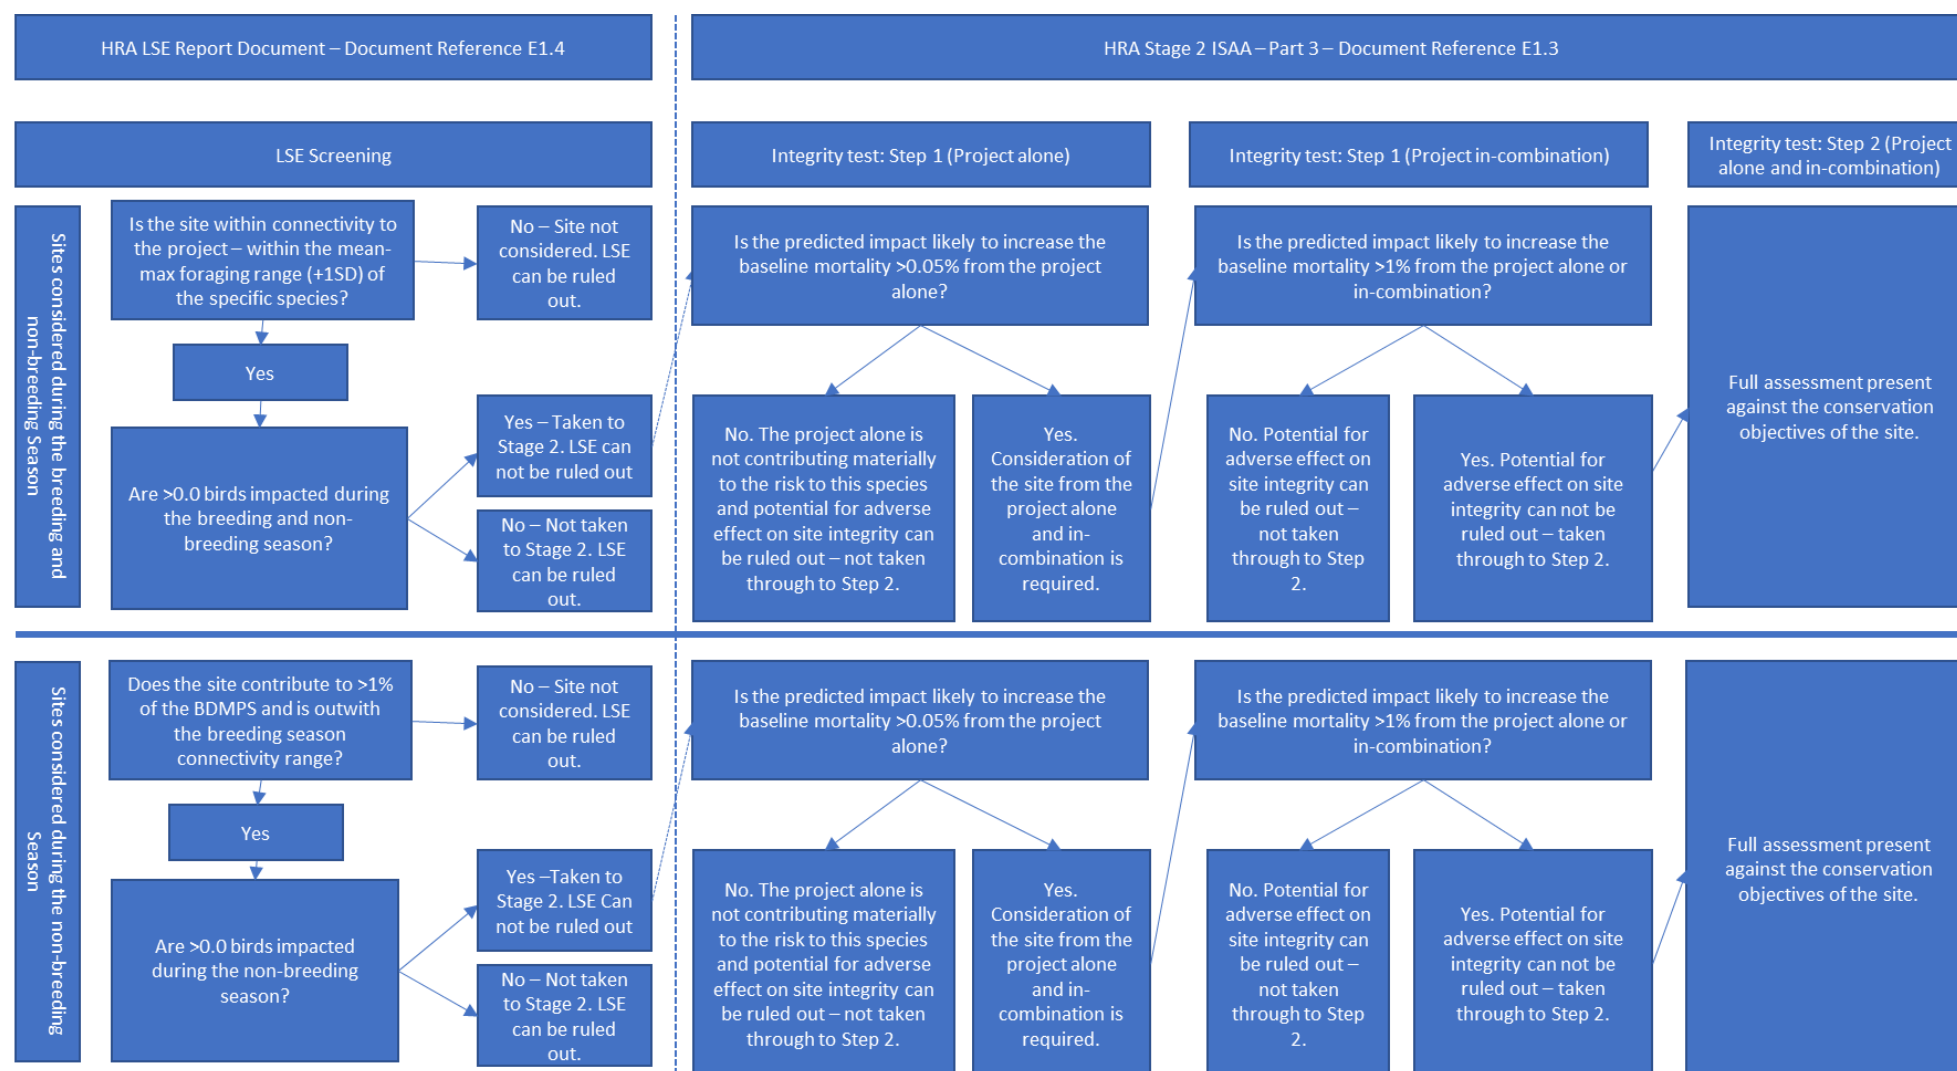 HRA LSE Report Document – Document Reference E1.4
HRA Stage 2 ISAA – Part 3 – Document Reference E1.3
LSE Screening
Integrity test: Step 1 (Project alone)
Integrity test: Step 1 (Project in-combination)
Integrity test: Step 2 (Project
alone and in-combination)
Sites considered during the breeding and
non-breeding Season
Is the site within connectivity to
the project – within the mean-
max foraging range (+1SD) of
the specific species?
No – Site not
considered. LSE
can be ruled
out.
Yes
Are >0.0 birds impacted during
the breeding and non-
breeding season?
Yes – Taken to
Stage 2. LSE can
not be ruled out
No – Not taken
to Stage 2. LSE
can be ruled
out.
Is the predicted impact likely to increase the
baseline mortality >0.05% from the project
alone?
No. The project alone is
not contributing materially
to the risk to this species
and potential for adverse
effect on site integrity can
be ruled out – not taken
through to Step 2.
Yes.
Consideration of
the site from the
project alone
and in-
combination is
required.
Is the predicted impact likely to increase the
baseline mortality >1% from the project alone or
in-combination?
No. Potential for
adverse effect on
site integrity can
be ruled out –
not taken
through to Step
2.
Yes. Potential for
adverse effect on site
integrity can not be
ruled out – taken
through to Step 2.
Full assessment present
against the conservation
objectives of the site.
Sites considered during the non-breeding
Season
Does the site contribute to >1%
of the BDMPS and is outwith
the breeding season
connectivity range?
No – Site not
considered. LSE
can be ruled
out.
Yes
Are >0.0 birds impacted
during the non-breeding
season?
Yes –Taken to
Stage 2. LSE Can
not be ruled out
No – Not taken
to Stage 2. LSE
can be ruled
out.
Is the predicted impact likely to increase the
baseline mortality >0.05% from the project
alone?
No. The project alone is
not contributing materially
to the risk to this species
and potential for adverse
effect on site integrity can
be ruled out – not taken
through to Step 2.
Yes.
Consideration of
the site from the
project alone
and in-
combination is
required.
Is the predicted impact likely to increase the
baseline mortality >1% from the project alone or
in-combination?
No. Potential for
adverse effect on
site integrity can
be ruled out –
not taken
through to Step
2.
Yes. Potential for
adverse effect on site
integrity can not be
ruled out – taken
through to Step 2.
Full assessment present
against the conservation
objectives of the site.